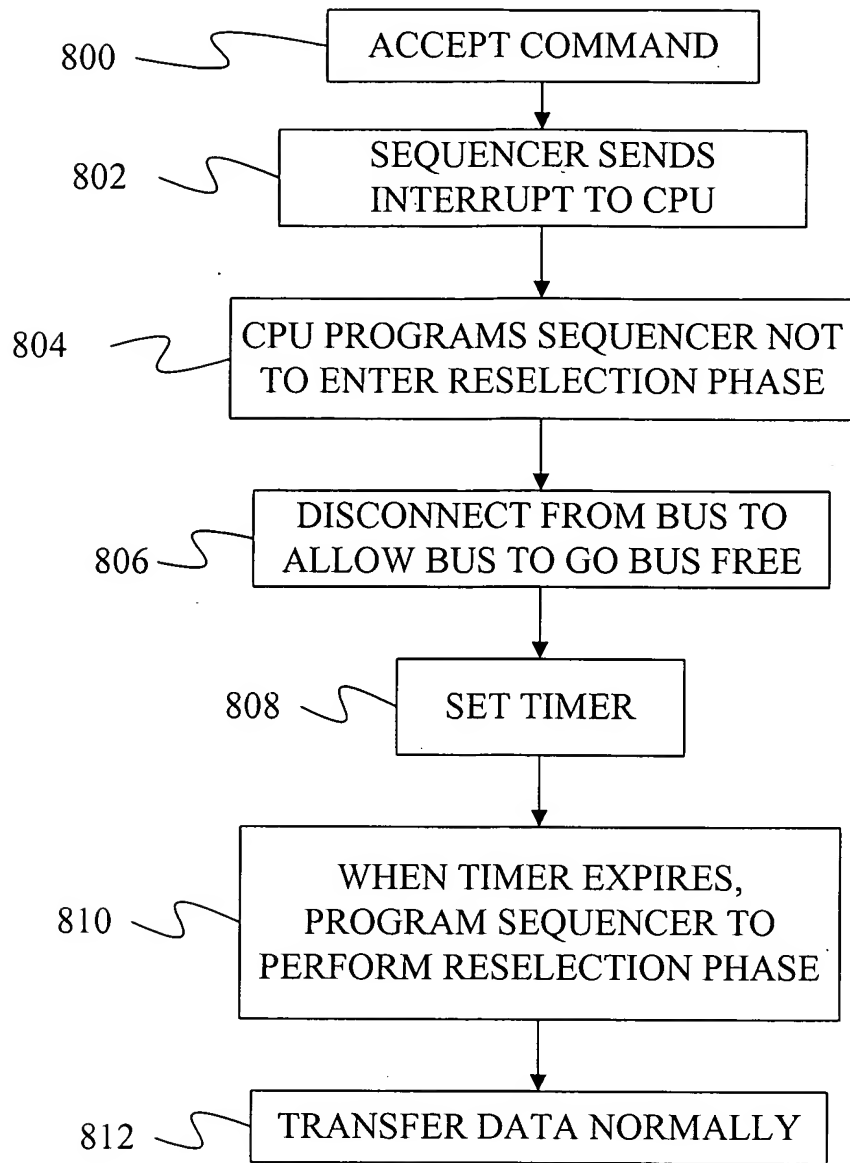 800
ACCEPT COMMAND
802
SEQUENCER SENDS
INTERRUPT TO CPU
804
CPU PROGRAMS SEQUENCER NOT
TO ENTER RESELECTION PHASE
806
DISCONNECT FROM BUS TO
ALLOW BUS TO GO BUS FREE
808
SET TIMER
810
WHEN TIMER EXPIRES,
PROGRAM SEQUENCER TO
PERFORM RESELECTION PHASE
812
TRANSFER DATA NORMALLY